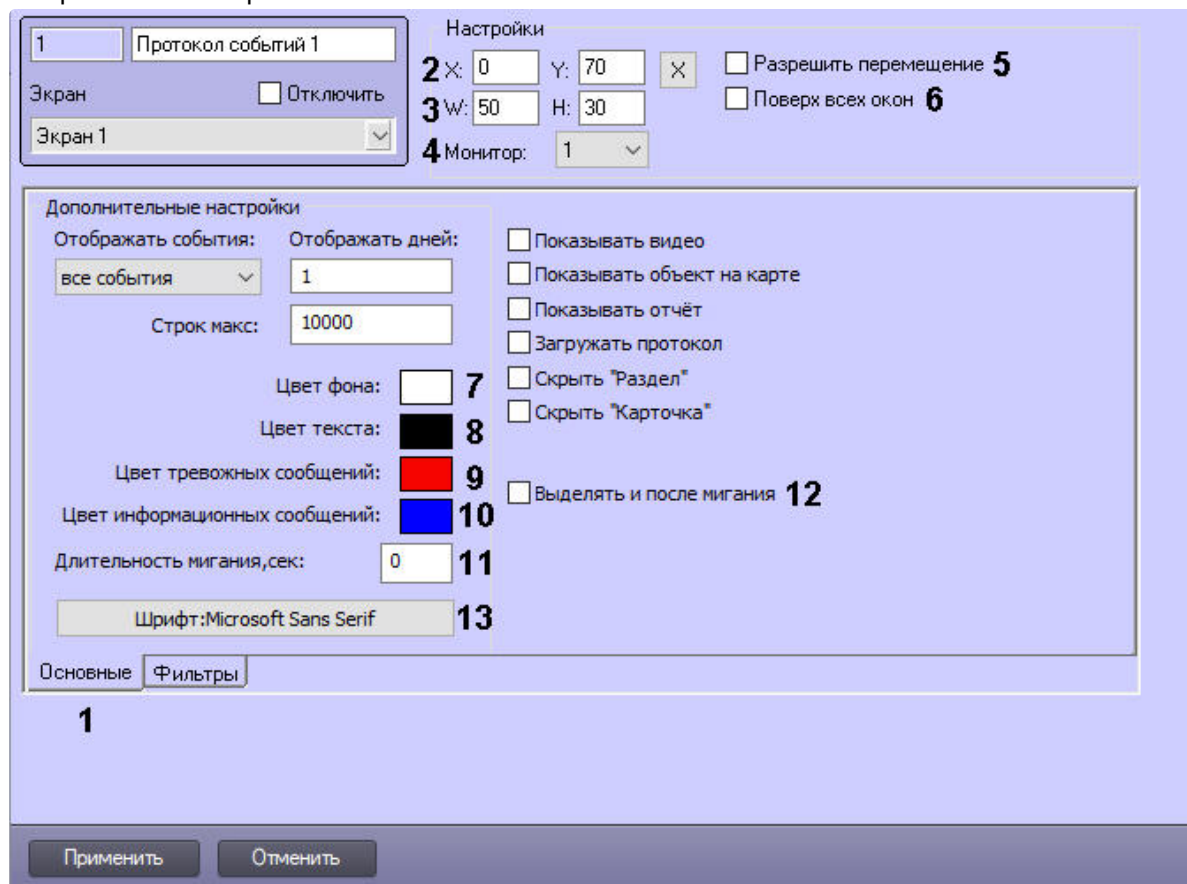 1 Протокол событий 1
Экран Отключить
Экран 1
Настройки
2 X: 0 Y: 70 X
3 W: 50 H: 30
4 Монитор: 1
Разрешить перемещение 5
Поверх всех окон 6
Дополнительные настройки
Отображать события: Отображать дней:
все события 1
Строк макс: 10000
Цвет фона: 7
Цвет текста: 8
Цвет тревожных сообщений: 9
Цвет информационных сообщений: 10
Длительность мигания,сек: 0 11
Шрифт:Microsoft Sans Serif 13
Показывать видео
Показывать объект на карте
Показывать отчёт
Загружать протокол
Скрыть "Раздел"
Скрыть "Карточка"
Выделять и после мигания 12
Основные Фильтры
1
Применить Отменить